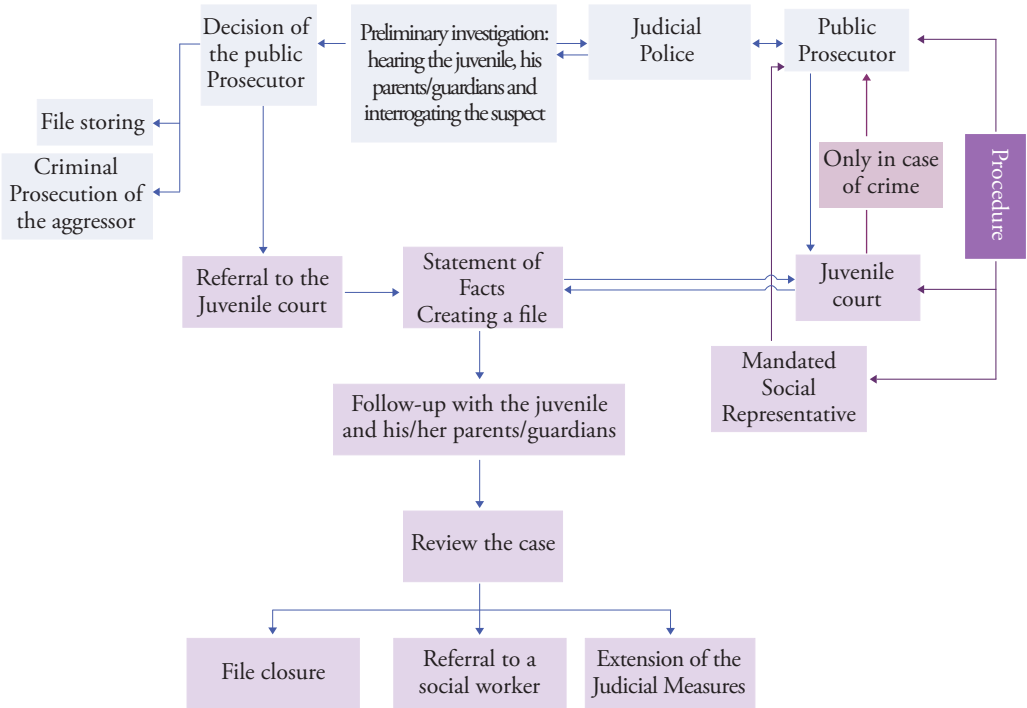 Decision of
the public
Prosecutor
Preliminary investigation:
hearing the juvenile, his
parents/guardians and
interrogating the suspect
Judicial
Police
Public
Prosecutor
File storing
Criminal
Prosecution of
the aggressor
Only in case
of crime
Procedure
Referral to the
Juvenile court
Statement of
Facts
Creating a file
Juvenile
court
Mandated
Social
Representative
Follow-up with the juvenile
and his/her parents/guardians
Review the case
File closure
Referral to a
social worker
Extension of the
Judicial Measures